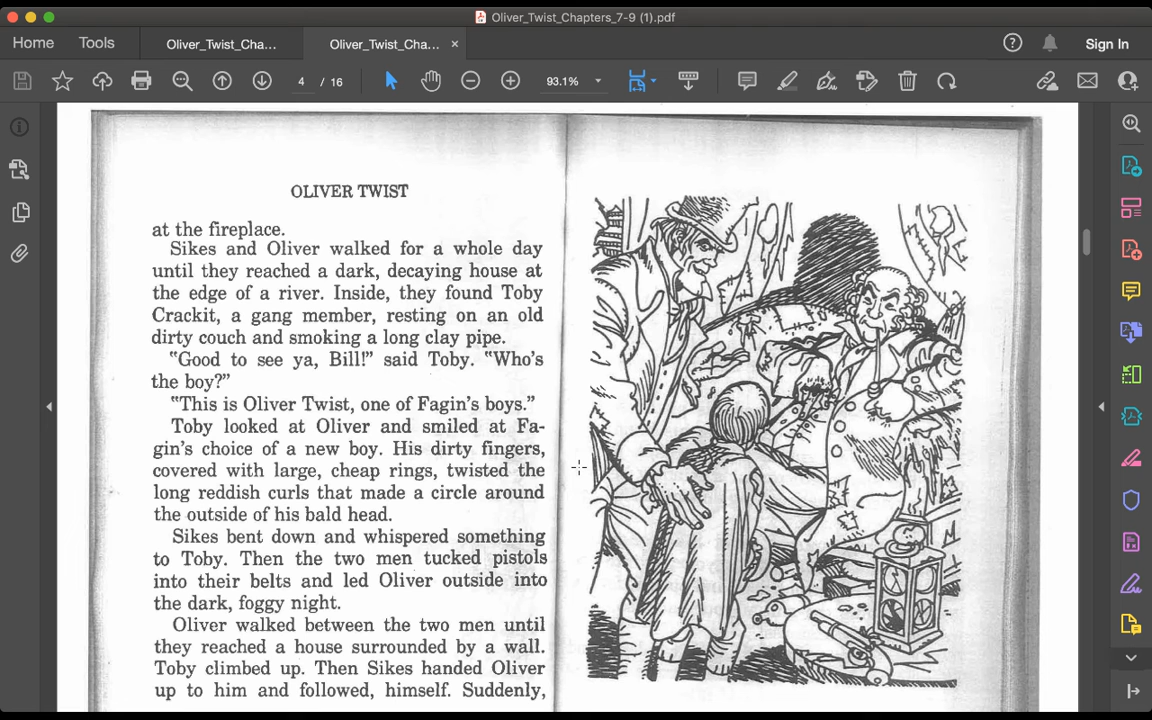 Oliver_Twist_Chapters_7-9 (1).pdf
Home
Tools
Oliver_Twist_Cha...
Oliver_Twist_Cha...
×
Sign In
4 / 16
93.1%
OLIVER TWIST
at the fireplace.
Sikes and Oliver walked for a whole day
until they reached a dark, decaying house at
the edge of a river. Inside, they found Toby
Crackit, a gang member, resting on an old
dirty couch and smoking a long clay pipe.
"Good to see ya, Bill!" said Toby. "Who's
the boy?"
"This is Oliver Twist, one of Fagin's boys."
Toby looked at Oliver and smiled at Fa-
gin's choice of a new boy. His dirty fingers,
covered with large, cheap rings, twisted the
long reddish curls that made a circle around
the outside of his bald head.
Sikes bent down and whispered something
to Toby. Then the two men tucked pistols
into their belts and led Oliver outside into
the dark, foggy night.
Oliver walked between the two men until
they reached a house surrounded by a wall.
Toby climbed up. Then Sikes handed Oliver
up to him and followed, himself. Suddenly,